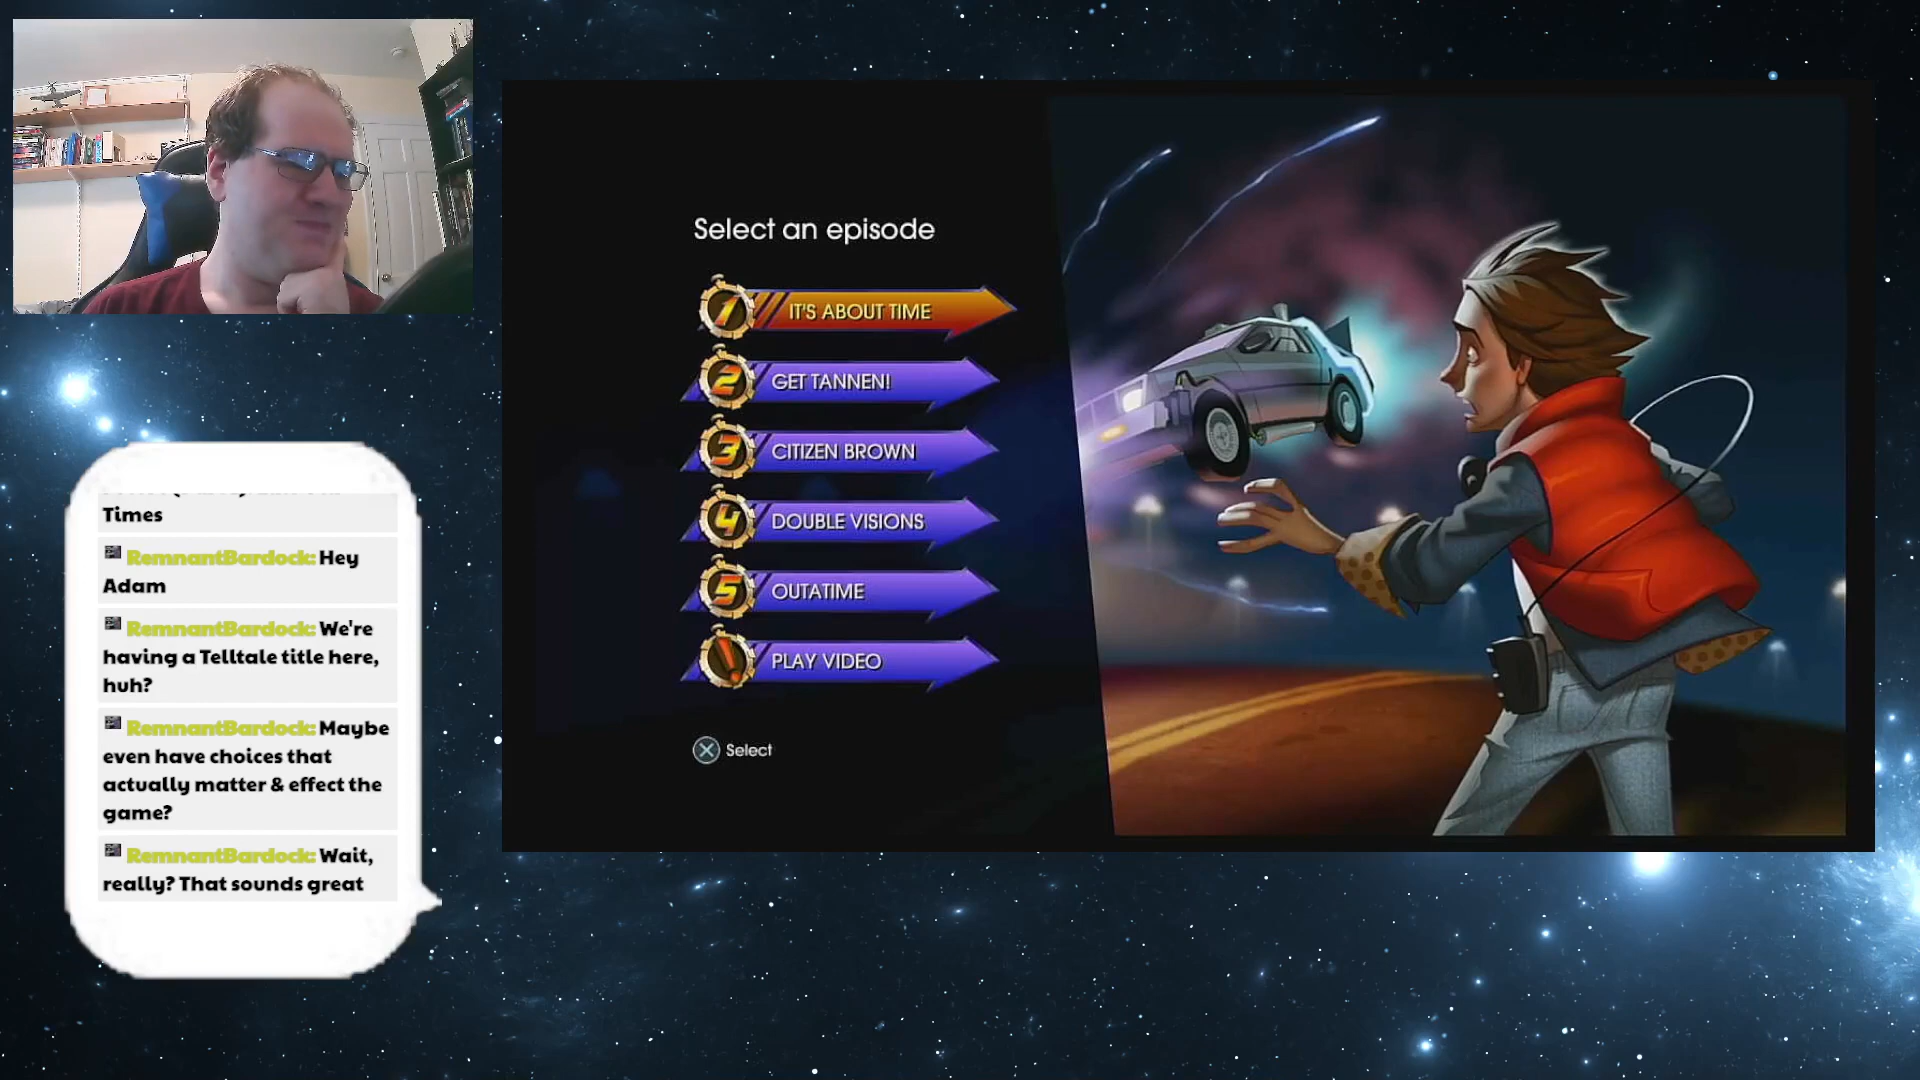 Times
RemnantBardock: Hey
Adam
RemnantBardock: We're
having a Telltale title here,
huh?
RemnantBardock: Maybe
even have choices that
actually matter & effect the
game?
RemnantBardock: Wait,
really? That sounds great
Select an episode
1 IT'S ABOUT TIME
2 GET TANNEN!
3 CITIZEN BROWN
4 DOUBLE VISIONS
5 OUTATIME
! PLAY VIDEO
Select